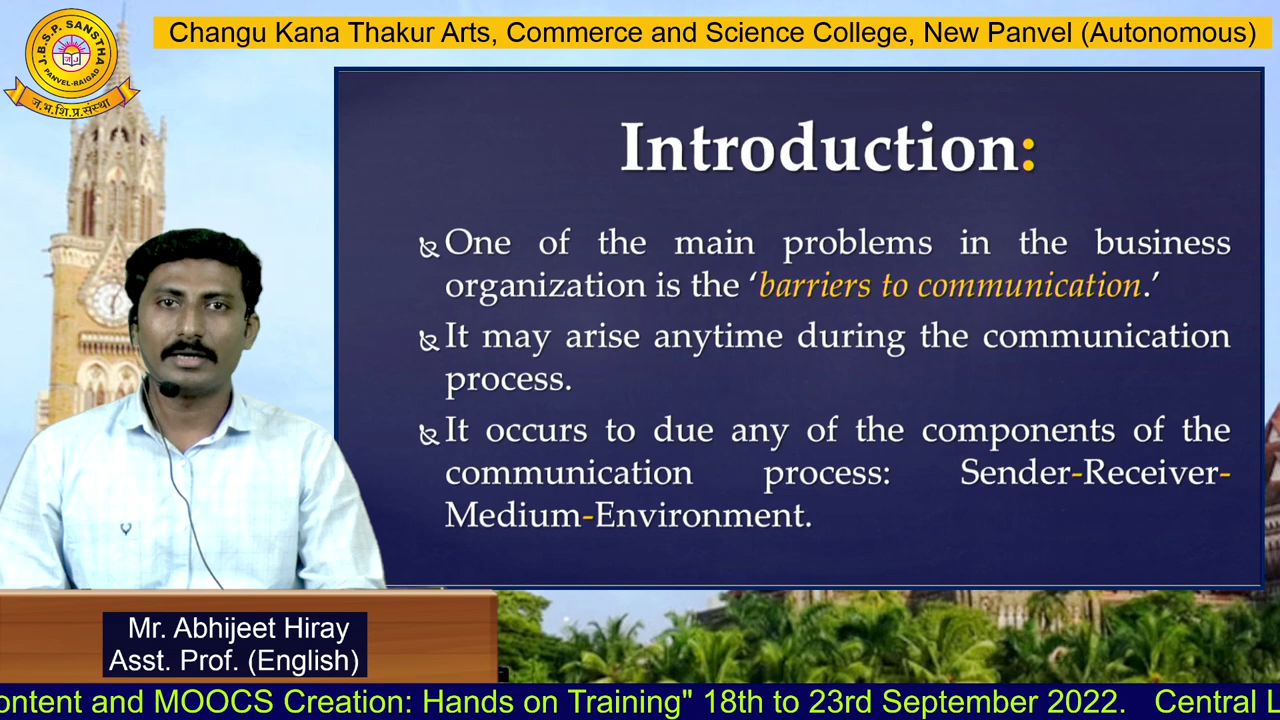 Changu Kana Thakur Arts, Commerce and Science College, New Panvel (Autonomous)
J.B.S.P. SANSTHA
PANVEL-RAIGAD
ज.भ.शि.प्र.संस्था
Introduction:
One of the main problems in the business
organization is the ‘barriers to communication.’
It may arise anytime during the communication
process.
It occurs to due any of the components of the
communication process: Sender-Receiver-
Medium-Environment.
Mr. Abhijeet Hiray
Asst. Prof. (English)
ontent and MOOCS Creation: Hands on Training" 18th to 23rd September 2022. Central L